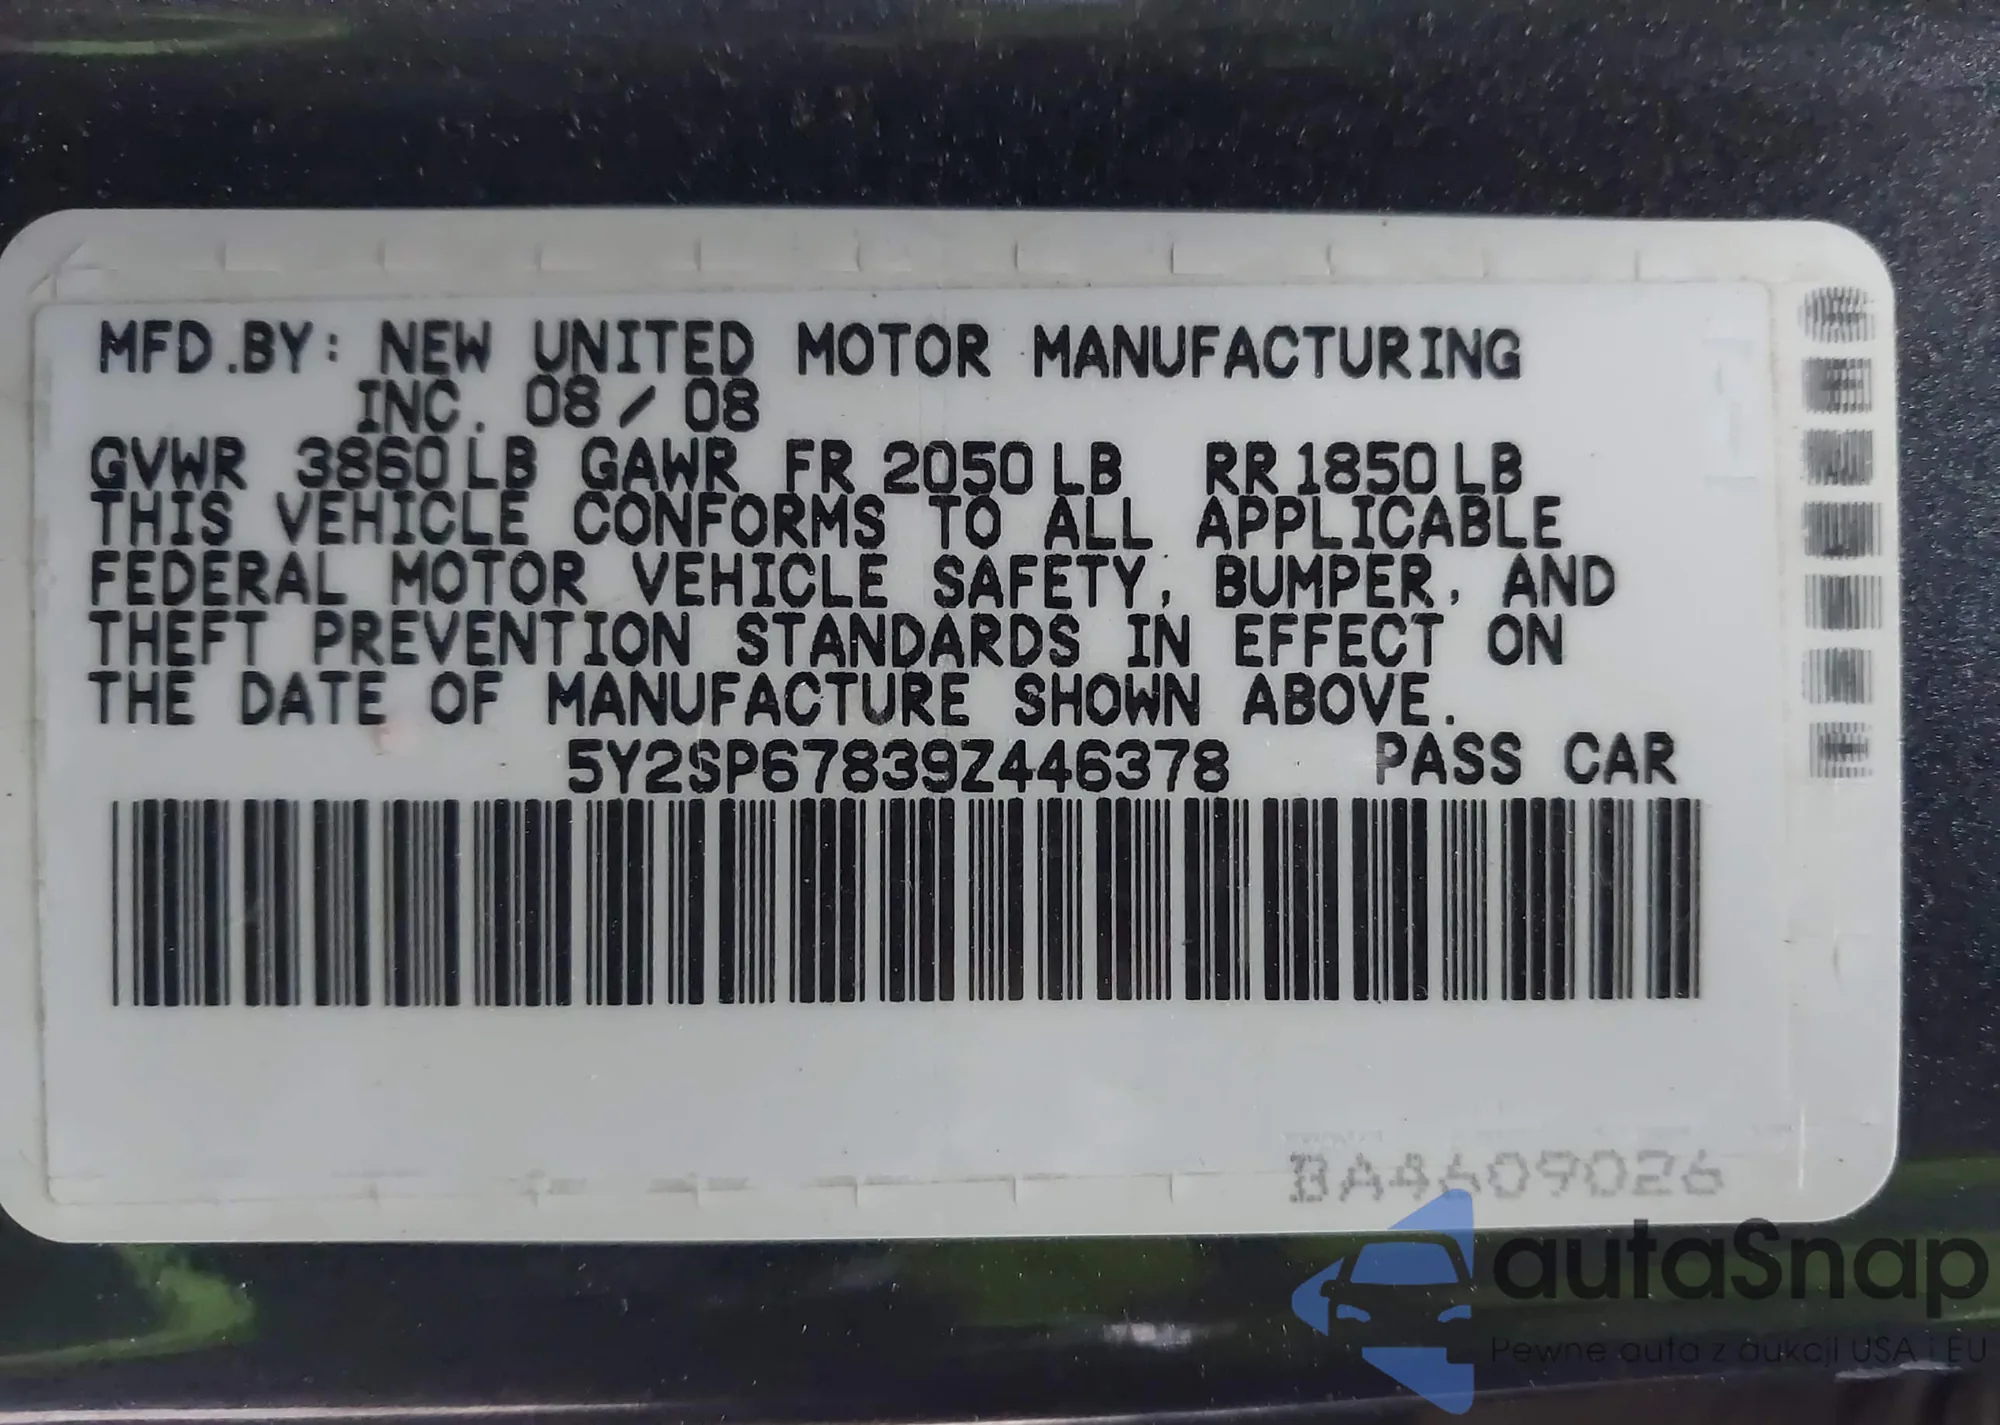 MFD.BY: NEW UNITED MOTOR MANUFACTURING
INC. 08/08
GVWR 3860LB GAWR FR 2050LB RR 1850LB
THIS VEHICLE CONFORMS TO ALL APPLICABLE
FEDERAL MOTOR VEHICLE SAFETY, BUMPER, AND
THEFT PREVENTION STANDARDS IN EFFECT ON
THE DATE OF MANUFACTURE SHOWN ABOVE.
5Y2SP67839Z446378 PASS CAR
BA4609026
autaSnap
Pewne auta z aukcji USA i EU